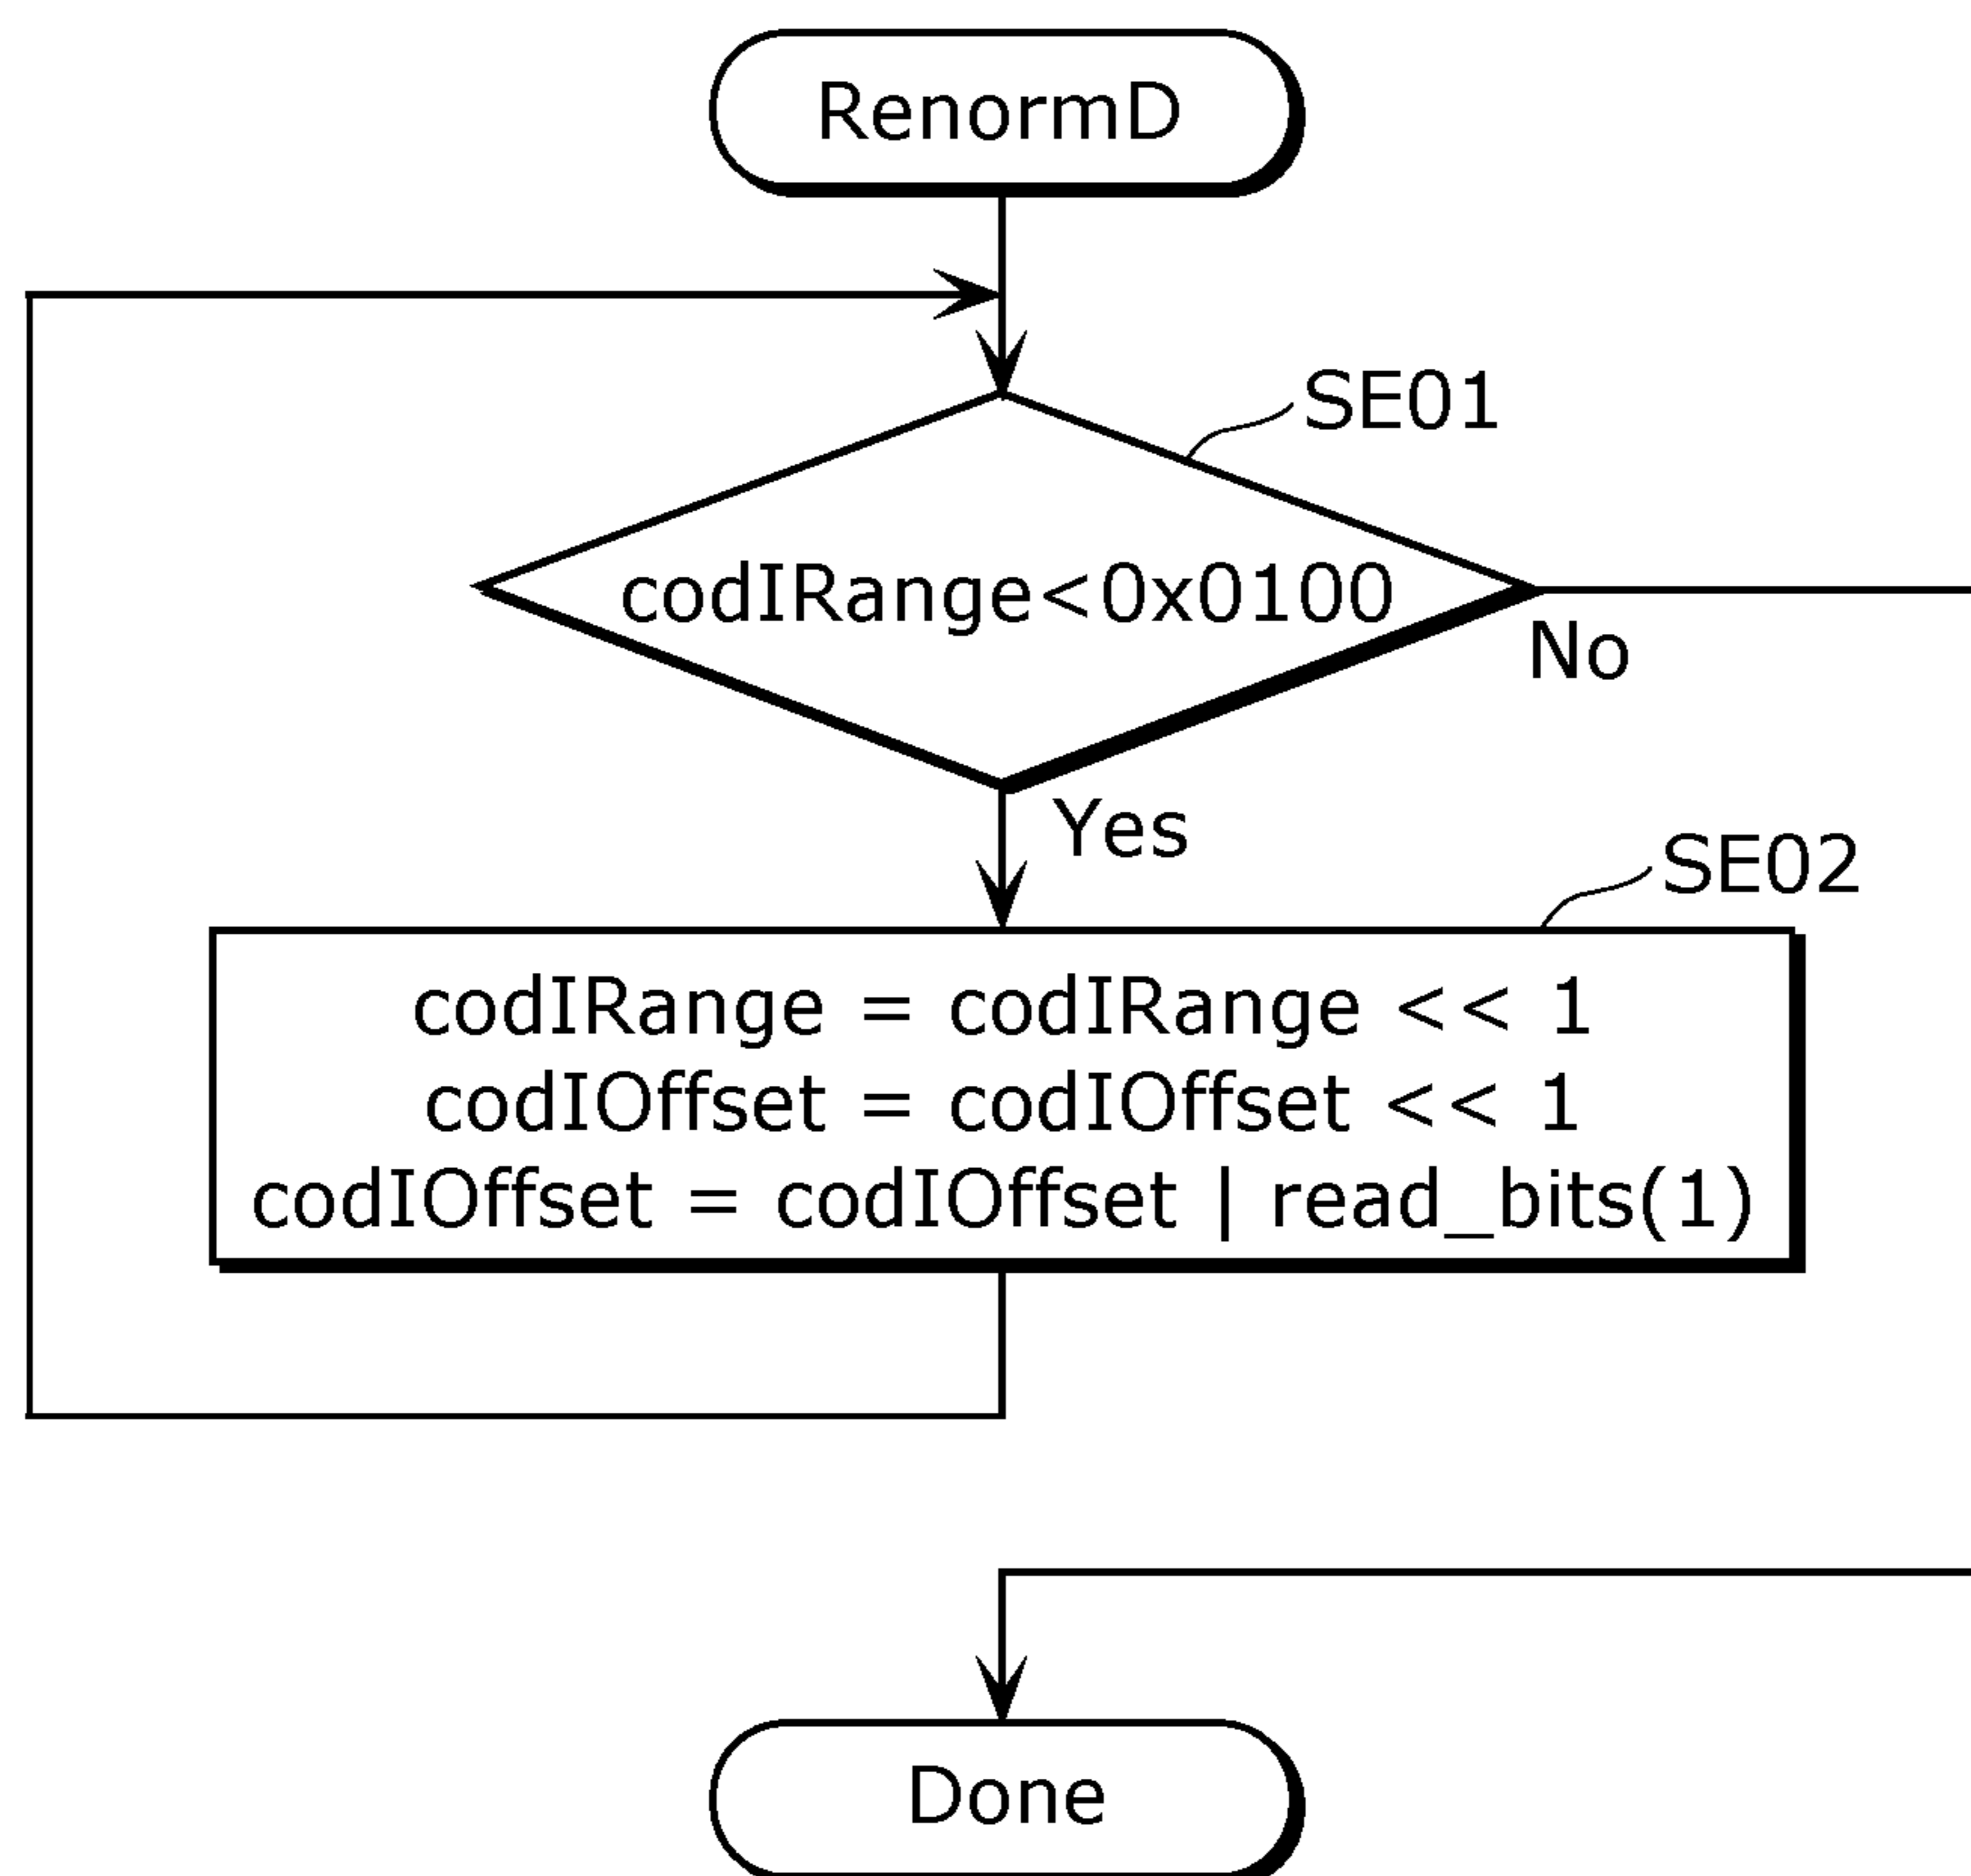 RenormD
SE01
codIRange<0x0100
No
Yes
SE02
codIRange = codIRange << 1
codIOffset = codIOffset << 1
codIOffset = codIOffset | read_bits(1)
Done